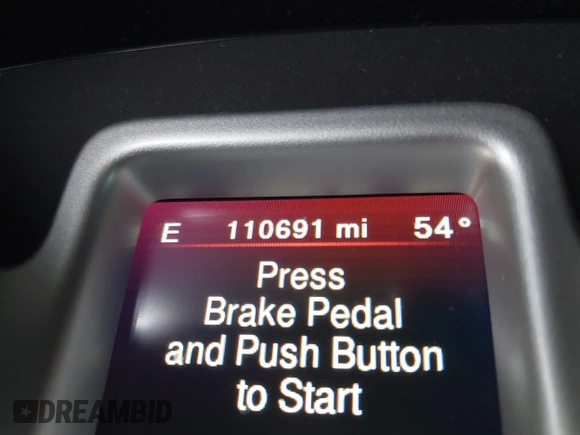 E 110691 mi 54°
Press
Brake Pedal
and Push Button
to Start
DREAMBID